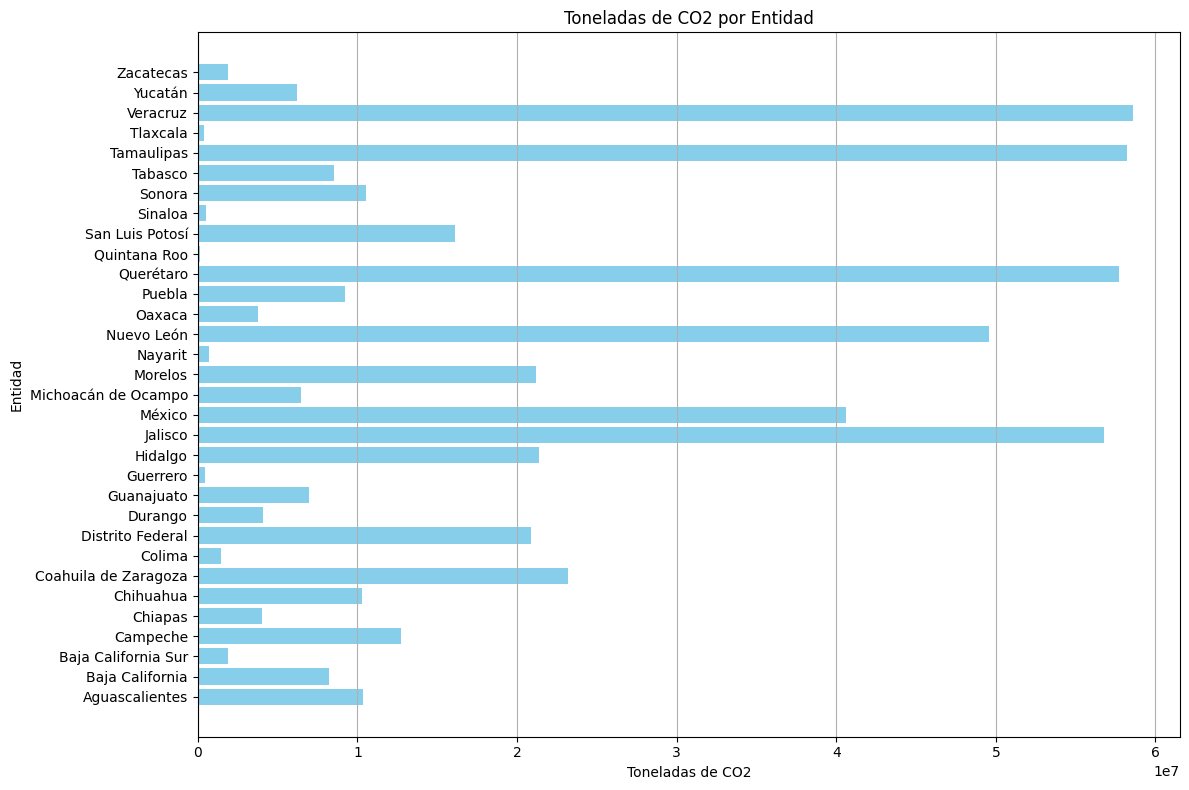 Toneladas de CO2 por Entidad
Entidad
Zacatecas
Yucatán
Veracruz
Tlaxcala
Tamaulipas
Tabasco
Sonora
Sinaloa
San Luis Potosí
Quintana Roo
Querétaro
Puebla
Oaxaca
Nuevo León
Nayarit
Morelos
Michoacán de Ocampo
México
Jalisco
Hidalgo
Guerrero
Guanajuato
Durango
Distrito Federal
Colima
Coahuila de Zaragoza
Chihuahua
Chiapas
Campeche
Baja California Sur
Baja California
Aguascalientes
0 1 2 3 4 5 6
1e7
Toneladas de CO2